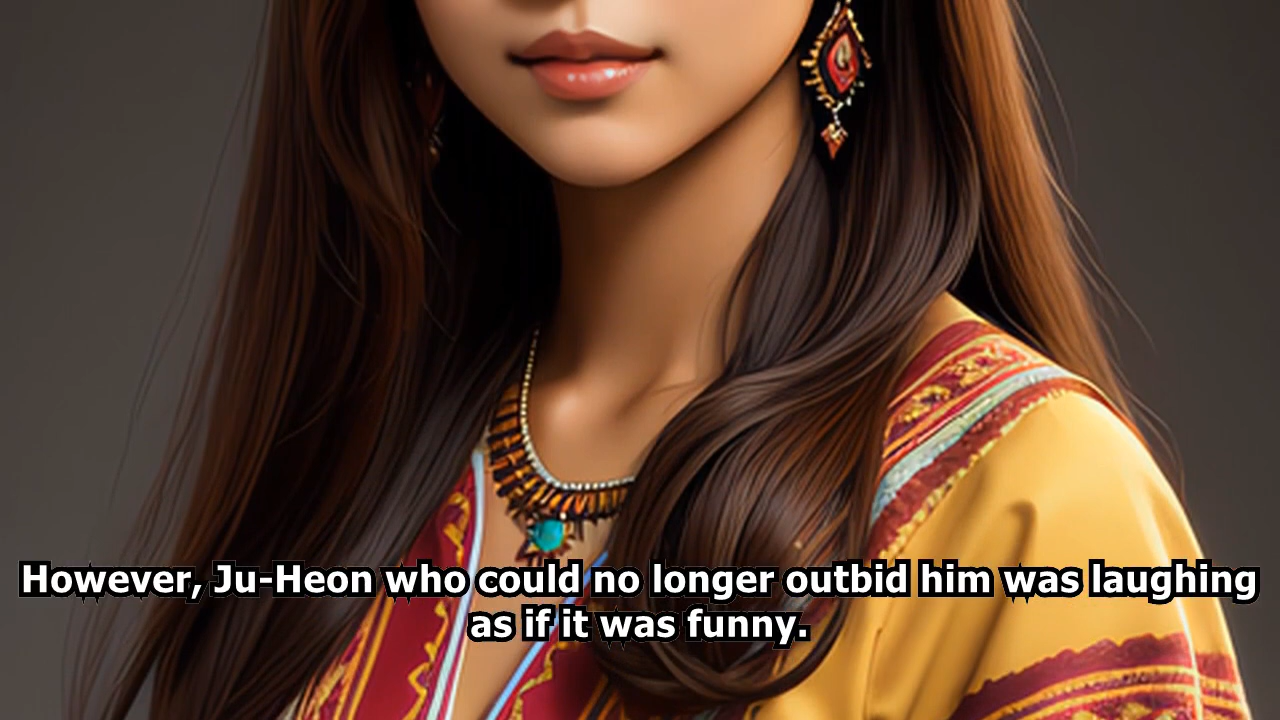 However, Ju-Heon who could no longer outbid him was laughing
as if it was funny.